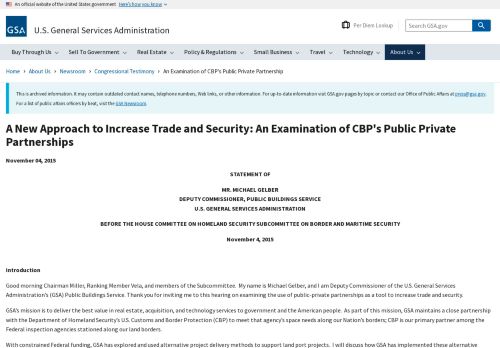 An official website of the United States government Here's how you know
GSA U.S. General Services Administration
Per Diem Lookup
Search GSA.gov
Buy Through Us Sell To Government Real Estate Policy & Regulations Small Business Travel Technology About Us
Home › About Us › Newsroom › Congressional Testimony › An Examination of CBP's Public Private Partnership
This is archived information. It may contain outdated contact names, telephone numbers, Web links, or other information. For up-to-date information visit GSA.gov pages by topic or contact our Office of Public Affairs at press@gsa.gov.
For a list of public affairs officers by beat, visit the GSA Newsroom.
A New Approach to Increase Trade and Security: An Examination of CBP's Public Private
Partnerships
November 04, 2015
STATEMENT OF
MR. MICHAEL GELBER
DEPUTY COMMISSIONER, PUBLIC BUILDINGS SERVICE
U.S. GENERAL SERVICES ADMINISTRATION
BEFORE THE HOUSE COMMITTEE ON HOMELAND SECURITY SUBCOMMITTEE ON BORDER AND MARITIME SECURITY
November 4, 2015
Introduction
Good morning Chairman Miller, Ranking Member Vela, and members of the Subcommittee. My name is Michael Gelber, and I am Deputy Commissioner of the U.S. General Services
Administration's (GSA) Public Buildings Service. Thank you for inviting me to this hearing on examining the use of public-private partnerships as a tool to increase trade and security.
GSA's mission is to deliver the best value in real estate, acquisition, and technology services to government and the American people. As part of this mission, GSA maintains a close partnership
with the Department of Homeland Security's U.S. Customs and Border Protection (CBP) to meet that agency's space needs along our Nation's borders; CBP is our primary partner among the
Federal inspection agencies stationed along our land borders.
With constrained Federal funding, GSA has explored and used alternative project delivery methods to support land port projects. I will discuss how GSA has implemented these alternative